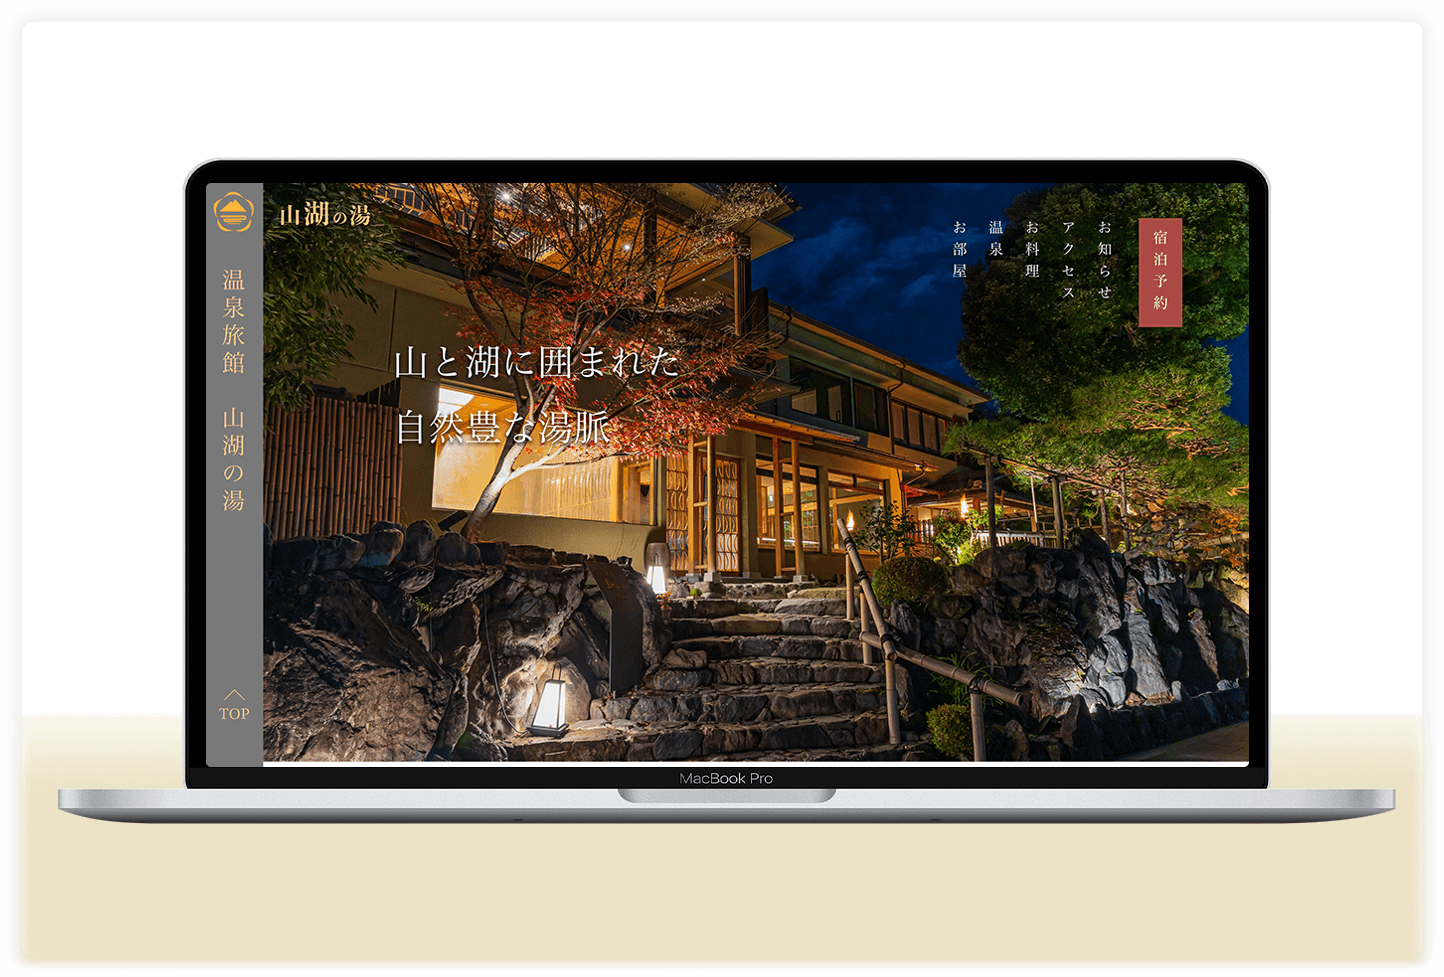 山湖の湯
温泉旅館 山湖の湯
TOP
お部屋
温泉
お料理
アクセス
お知らせ
宿泊予約
山と湖に囲まれた
自然豊な湯脈
MacBook Pro